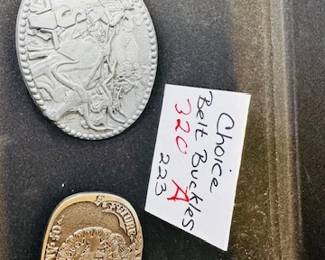 Choice
Belt Buckles
320 A
223